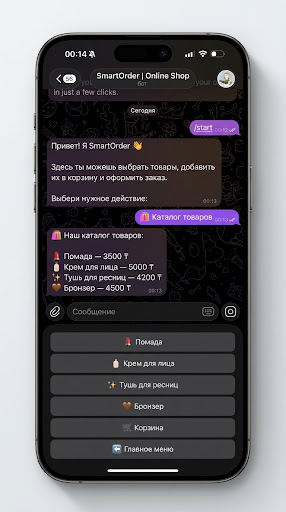 00:14
56
SmartOrder | Online Shop
бот
in just a few clicks.
Сегодня
/start 00:13
Привет! Я SmartOrder 👋
Здесь ты можешь выбрать товары, добавить
их в корзину и оформить заказ.
Выбери нужное действие:
00:13
🛍️ Каталог товаров 00:13
🛍️ Наш каталог товаров:
💄 Помада — 3500 ₸
🧴 Крем для лица — 5000 ₸
✨ Тушь для ресниц — 4200 ₸
🤎 Бронзер — 4500 ₸
00:13
Сообщение
💄 Помада
🧴 Крем для лица
✨ Тушь для ресниц
🤎 Бронзер
🛒 Корзина
⬅️ Главное меню